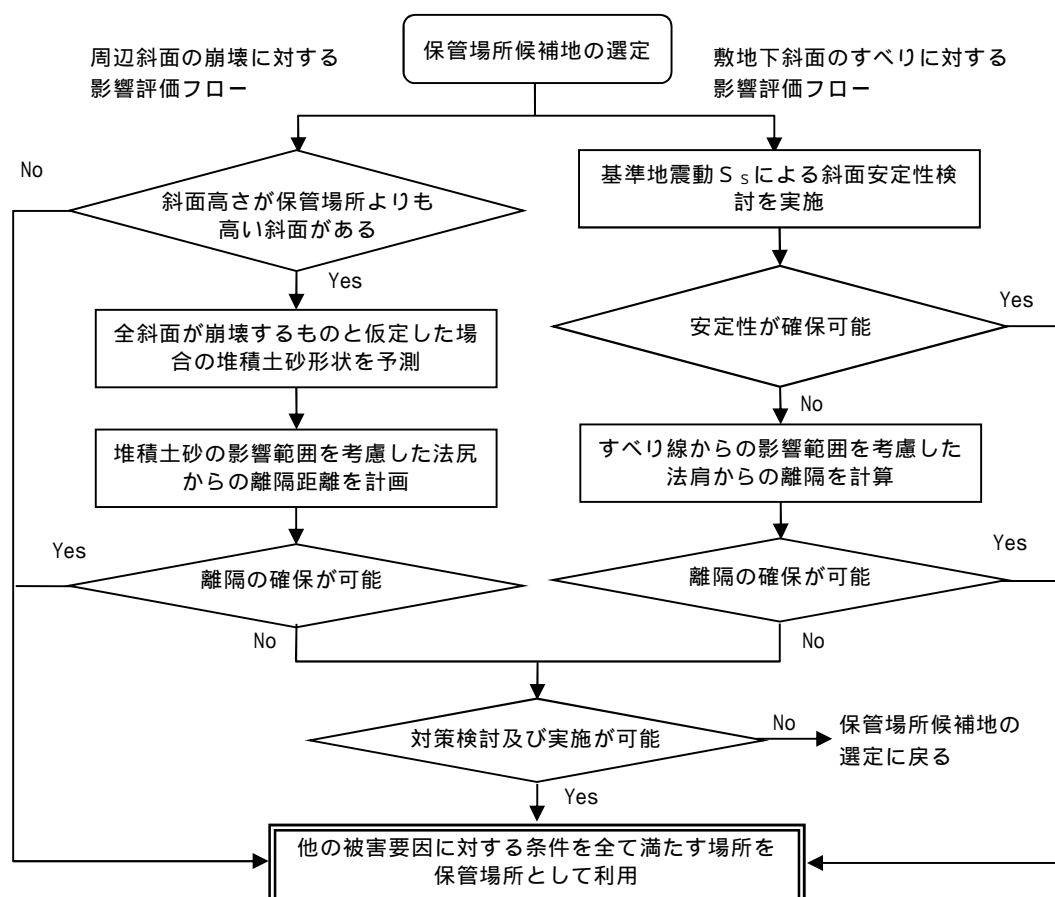 保管場所候補地の選定
周辺斜面の崩壊に対する
影響評価フロー
敷地下斜面のすべりに対する
影響評価フロー
No
斜面高さが保管場所よりも
高い斜面がある
Yes
全斜面が崩壊するものと仮定した場
合の堆積土砂形状を予測
堆積土砂の影響範囲を考慮した法尻
からの離隔距離を計画
Yes
離隔の確保が可能
No
基準地震動Ｓｓによる斜面安定性検
討を実施
Yes
安定性が確保可能
No
すべり線からの影響範囲を考慮した
法肩からの離隔を計算
Yes
離隔の確保が可能
No
対策検討及び実施が可能
No
保管場所候補地の
選定に戻る
Yes
他の被害要因に対する条件を全て満たす場所を
保管場所として利用